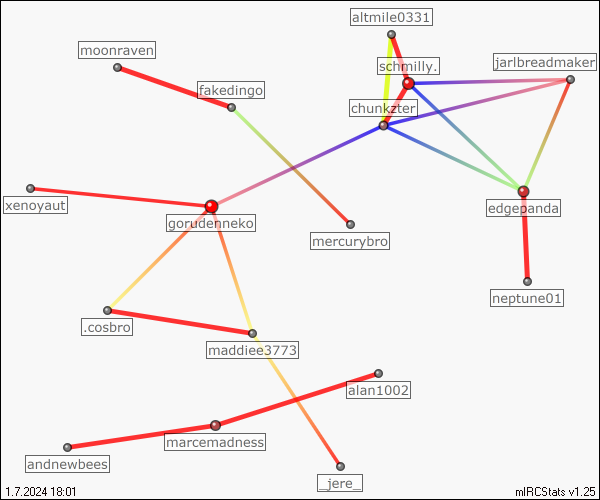 altmile0331
moonraven
schmilly.
jarlbreadmaker
fakedingo
chunkzter
xenoyaut
edgepanda
gorudenneko
mercurybro
neptune01
.cosbro
maddiee3773
alan1002
marcemadness
andnewbees
_jere_
1.7.2024 18:01
mIRCStats v1.25